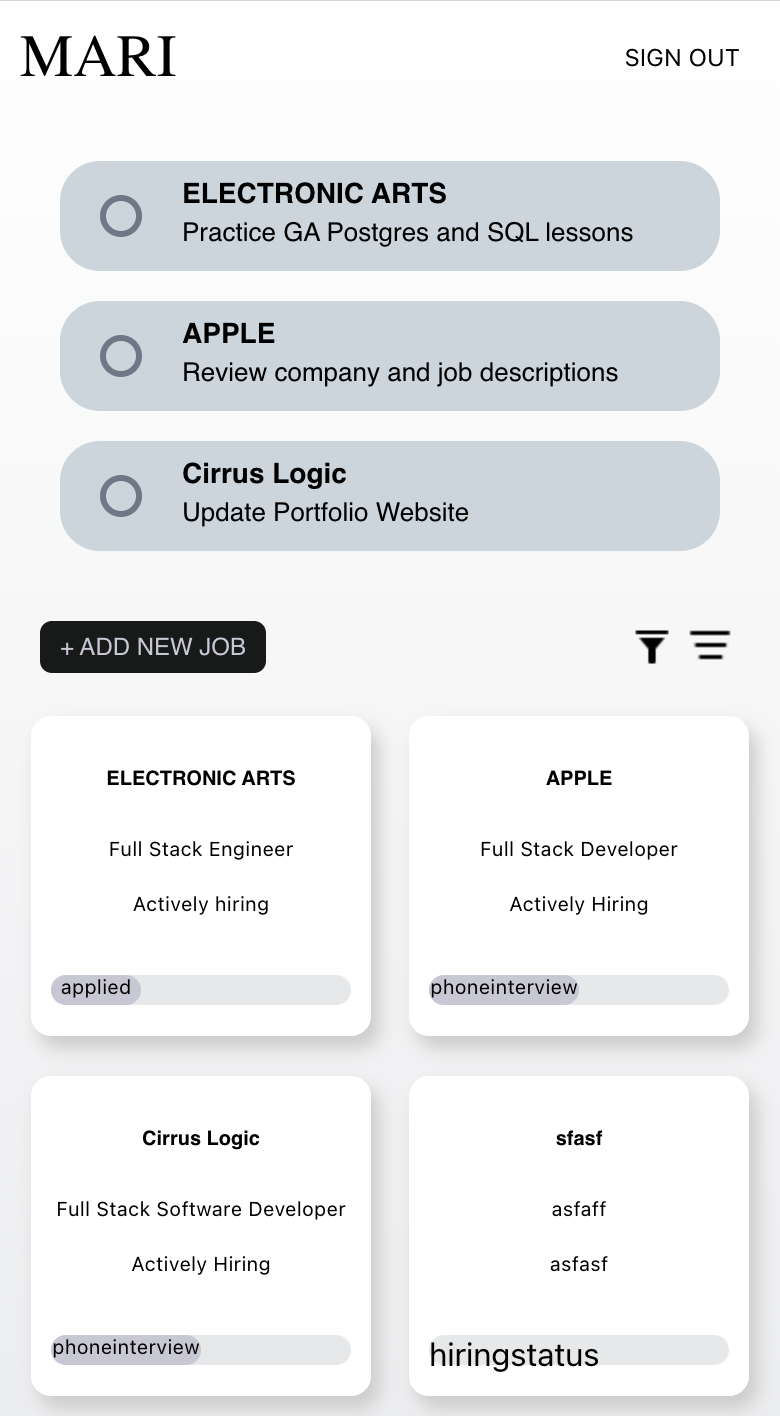 MARI
SIGN OUT
ELECTRONIC ARTS
Practice GA Postgres and SQL lessons
APPLE
Review company and job descriptions
Cirrus Logic
Update Portfolio Website
+ ADD NEW JOB
ELECTRONIC ARTS
Full Stack Engineer
Actively hiring
applied
APPLE
Full Stack Developer
Actively Hiring
phoneinterview
Cirrus Logic
Full Stack Software Developer
Actively Hiring
phoneinterview
sfasf
asfaff
asfasf
hiringstatus